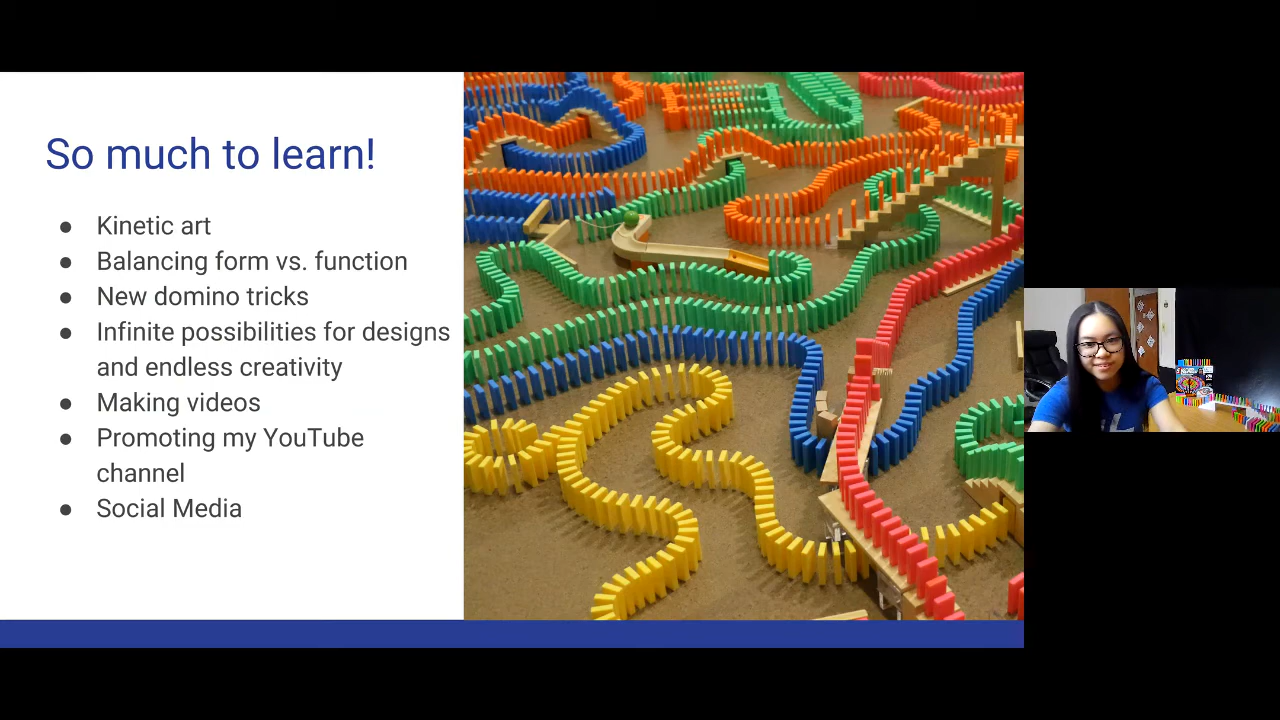 So much to learn!
● Kinetic art
● Balancing form vs. function
● New domino tricks
● Infinite possibilities for designs
and endless creativity
● Making videos
● Promoting my YouTube
channel
● Social Media